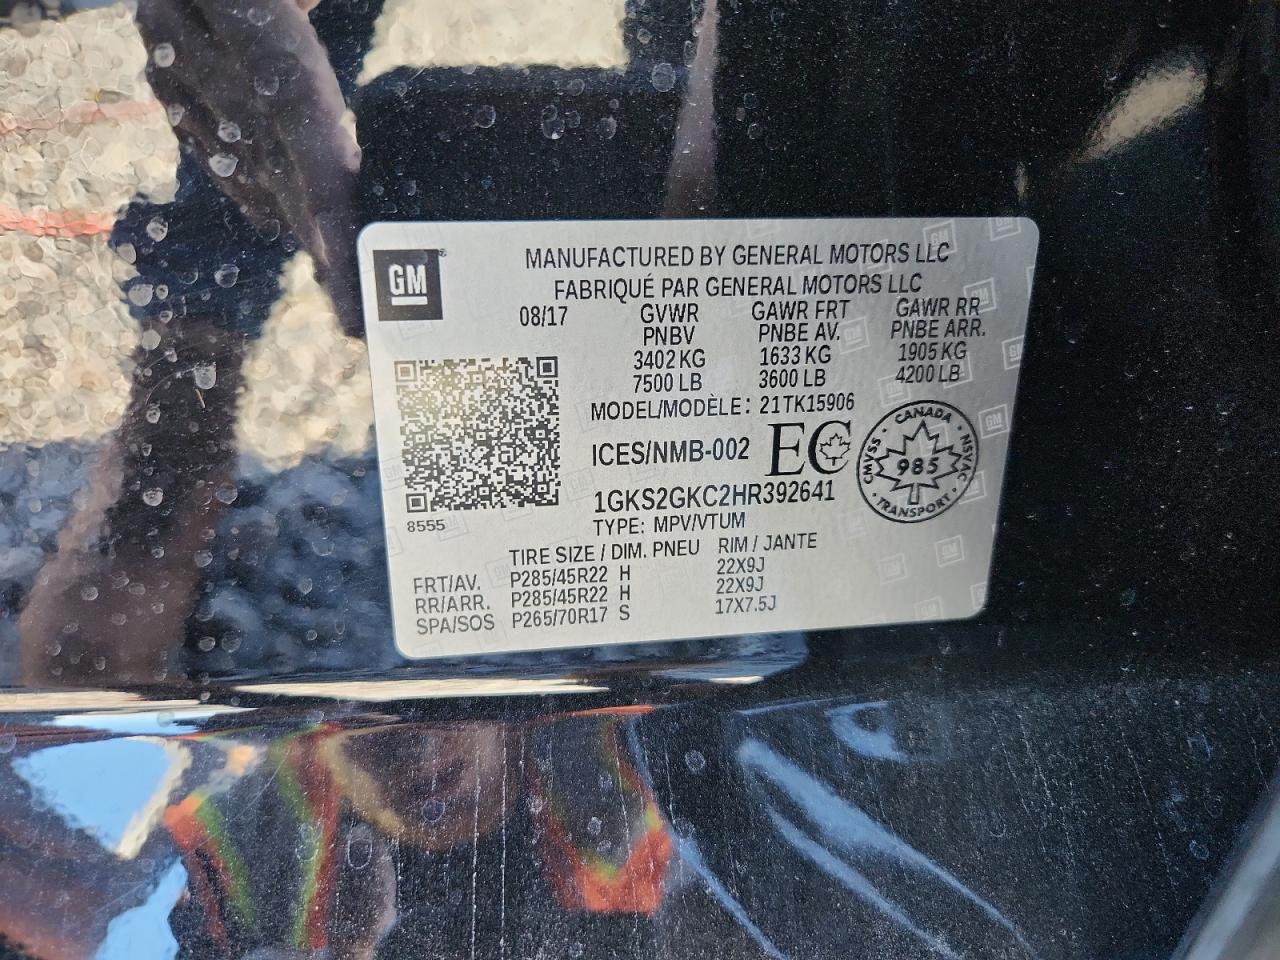 GM
MANUFACTURED BY GENERAL MOTORS LLC
FABRIQUÉ PAR GENERAL MOTORS LLC
08/17 GVWR GAWR FRT GAWR RR
PNBV PNBE AV. PNBE ARR.
3402 KG 1633 KG 1905 KG
7500 LB 3600 LB 4200 LB
MODEL/MODÈLE: 21TK15906
ICES/NMB-002 EC
CANADA
CMVSS 985 NSVAC
TRANSPORT
1GKS2GKC2HR392641
8555
TYPE: MPV/VTUM
TIRE SIZE / DIM. PNEU RIM / JANTE
FRT/AV. P285/45R22 H 22X9J
RR/ARR. P285/45R22 H 22X9J
SPA/SOS P265/70R17 S 17X7.5J